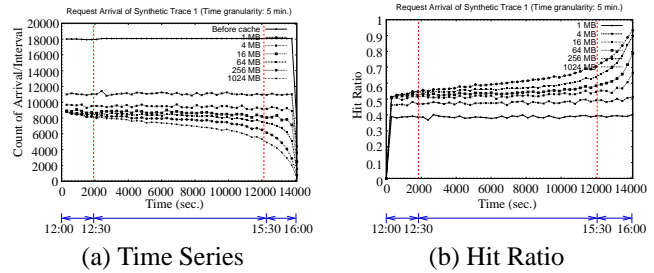 Request Arrival of Synthetic Trace 1 (Time granularity: 5 min.)
Count of Arrival/Interval
20000
18000
16000
14000
12000
10000
8000
6000
4000
2000
0
Before cache
1 MB
4 MB
16 MB
64 MB
256 MB
1024 MB
0 2000 4000 6000 8000 10000 12000 14000
Time (sec.)
12:00 12:30 15:30 16:00
(a) Time Series
Request Arrival of Synthetic Trace 1 (Time granularity: 5 min.)
Hit Ratio
1
0.9
0.8
0.7
0.6
0.5
0.4
0.3
0.2
0.1
0
1 MB
4 MB
16 MB
64 MB
256 MB
1024 MB
0 2000 4000 6000 8000 10000 12000 14000
Time (sec.)
12:00 12:30 15:30 16:00
(b) Hit Ratio